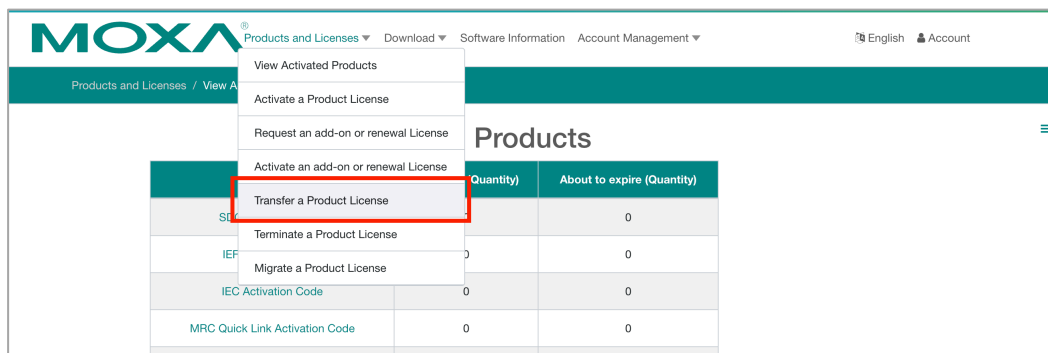 MOXA®
Products and Licenses Download Software Information Account Management English Account
View Activated Products
Products and Licenses / View A
Activate a Product License
Request an add-on or renewal License
Products
Activate an add-on or renewal License
(Quantity) About to expire (Quantity)
Transfer a Product License
0
Terminate a Product License
0
Migrate a Product License
IEC Activation Code 0 0
MRC Quick Link Activation Code 0 0